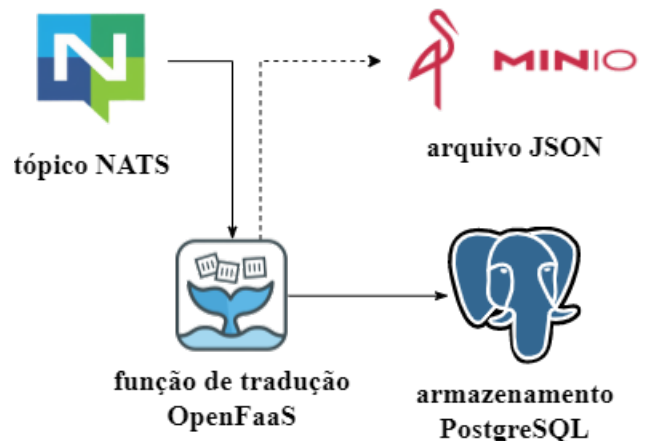 N
MINIO
tópico NATS
arquivo JSON
função de tradução
OpenFaaS
armazenamento
PostgreSQL